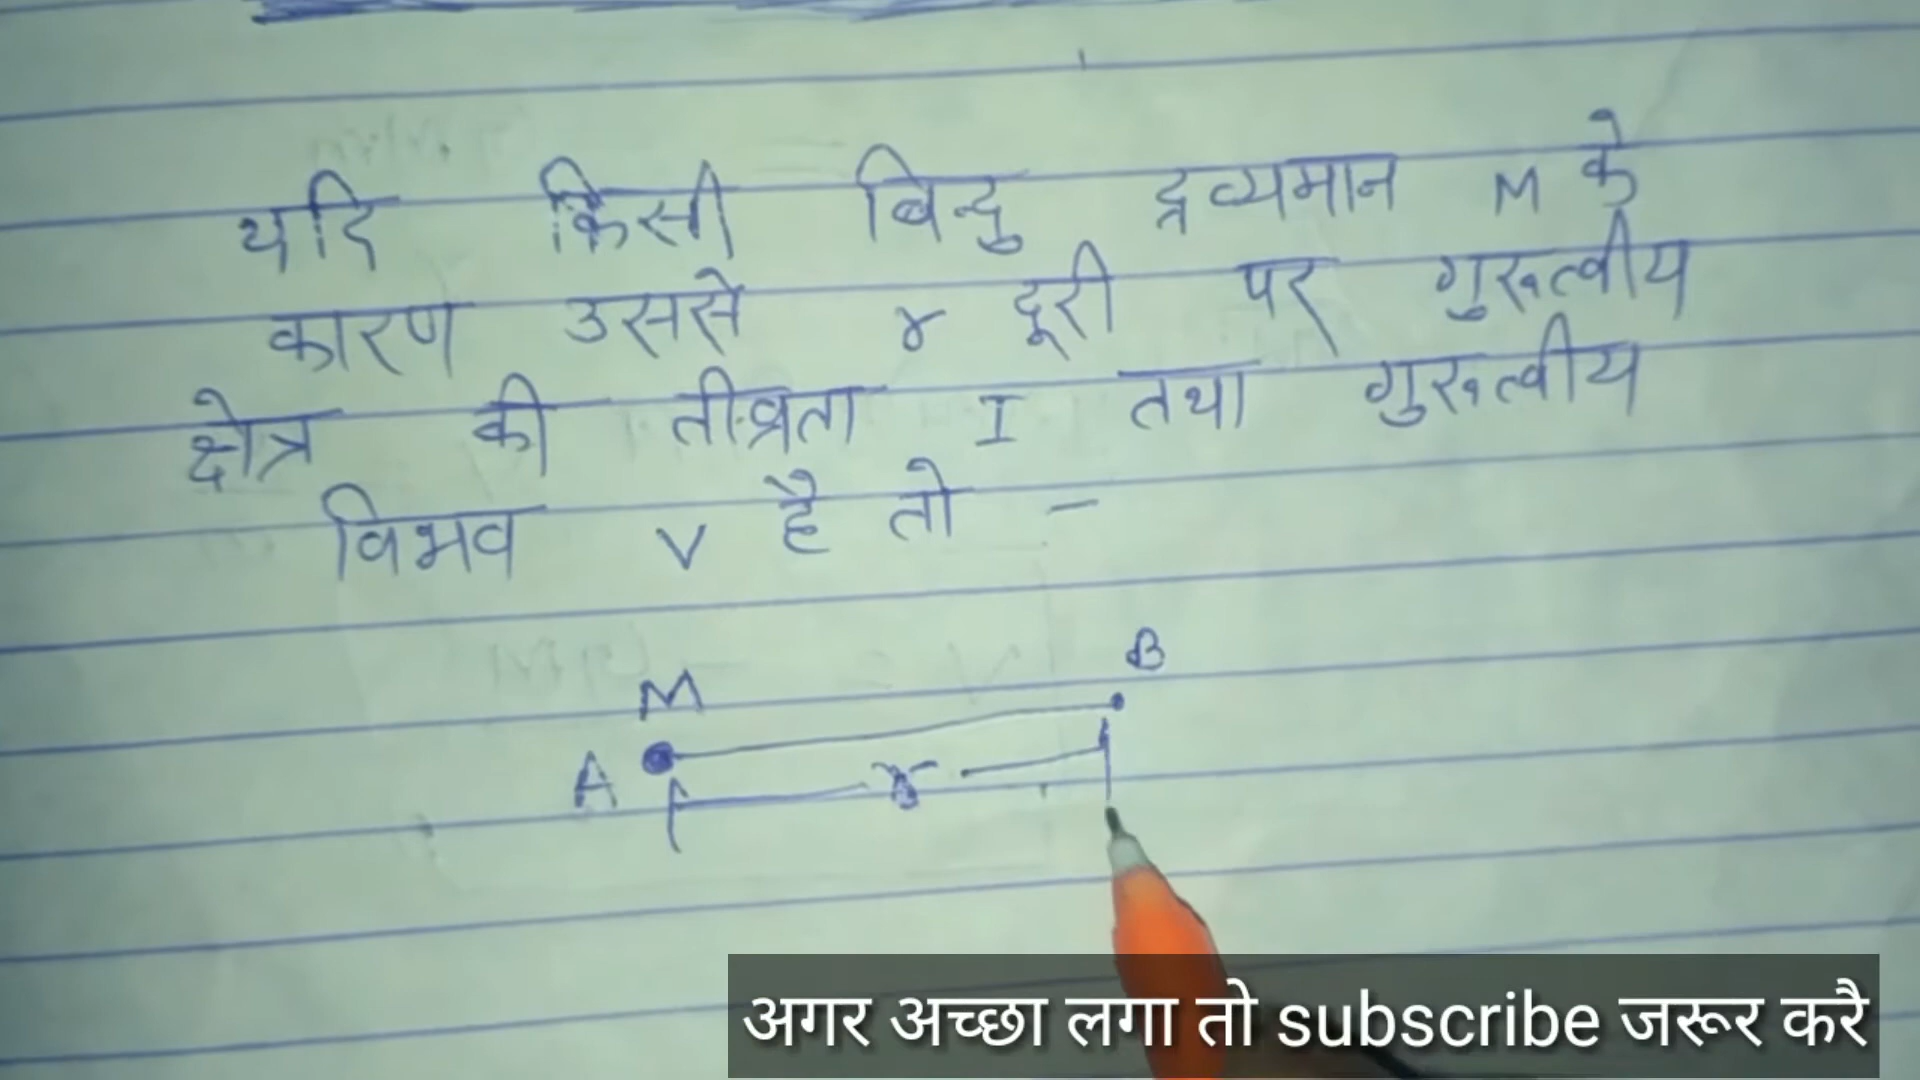 यदि किसी बिन्दु द्रव्यमान M के
कारण उससे r दूरी पर गुरुत्वीय
क्षेत्र की तीव्रता I तथा गुरुत्वीय
विभव V है तो -
M B
A r
अगर अच्छा लगा तो subscribe जरूर करै